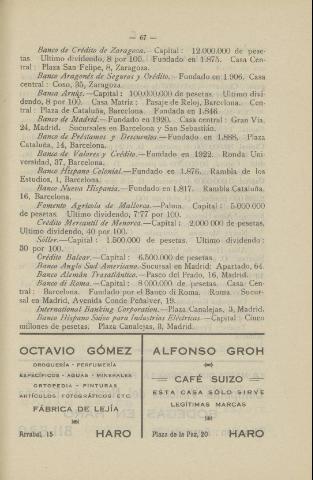 — 67 —
Banco de Crédito de Zaragoza.—Capital: 12.000.000 de pese-
tas Ultimo dividendo, 8 por 100. Fundado en 1.875. Casa Cen-
tral: Plaza San Felipe, 8, Zaragoza.
Banco Aragonés de Seguros y Crédito.—Fundado en 1.906. Casa
central: Coso, 35, Zaragoza.
Banco Arnús.—Capital: 100.000.000 de pesetas. Ultimo divi-
dendo, 8 por 100. Casa Matriz: Pasaje de Reloj, Barcelona. Cen-
tral: Plaza de Cataluña, Barcelona. Fundado en 1.846
Banco de Madrid.—Fundado en 1920. Casa central: Gran Vía,
24, Madrid. Sucursales en Barcelona y San Sebastián.
Banco de Préstamos y Descuentos.—Fundado en 1.888. Plaza
Cataluña, 14, Barcelona.
Banco de Valores y Crédito.—Fundado en 1922. Ronda Uni-
versidad, 37, Barcelona.
Banco Hispano Colonial.—Fundado en 1.876. Rambla de los
Estudios, 1, Barcelona.
Banco Nueva Hispania.—Fundado en 1.817. Rambla Cataluña,
16, Barcelona.
Fomento Agrícola de Mallorca.—Palma. Capital: 5.000.000
de pesetas. Ultimo dividendo, 7'77 por 100.
Crédito Mercantil de Menorca.—Capital: 2.000.000 de pesetas,
Ultimo dividendo, 40 por 100.
Sóller.—Capital: 1.500.000 de pesetas. Ultimo dividendo:
30 por 100.
Crédito Balear.—Capital: 6.500.000 de pesetas.
Banco Anglo Sud Americano.—Sucursal en Madrid: Apartado, 64.
Banco Alemán Trasatlántico.—Paseo del Prado, 16, Madrid.
Banco di Roma.—Capital: 8.000.000 de pesetas. Casa Cen-
tral: Barcelona. Fundado por el Banco di Roma. Roma. Sucur-
sal en Madrid, Avenida Conde Peñalver, 19.
International Banking Corporation.—Plaza Canalejas, 3, Madrid.
Banco Hispano Suizo para Industrias Eléctricas.—Capital: Cinco
millones de pesetas. Plaza Canalejas, 3, Madrid.
OCTAVIO GÓMEZ
DROGUERÍA - PERFUMERÍA
ESPECÍFICOS - AGUAS - MINERALES
ORTOPEDIA - PINTURAS
ARTÍCULOS FOTOGRÁFICOS ETC.
FÁBRICA DE LEJÍA
Arrabal, 15 HARO
ALFONSO GROH
CAFÉ SUIZO
ESTA CASA SÓLO SIRVE
LEGÍTIMAS MARCAS
Plaza de la Paz, 20 HARO